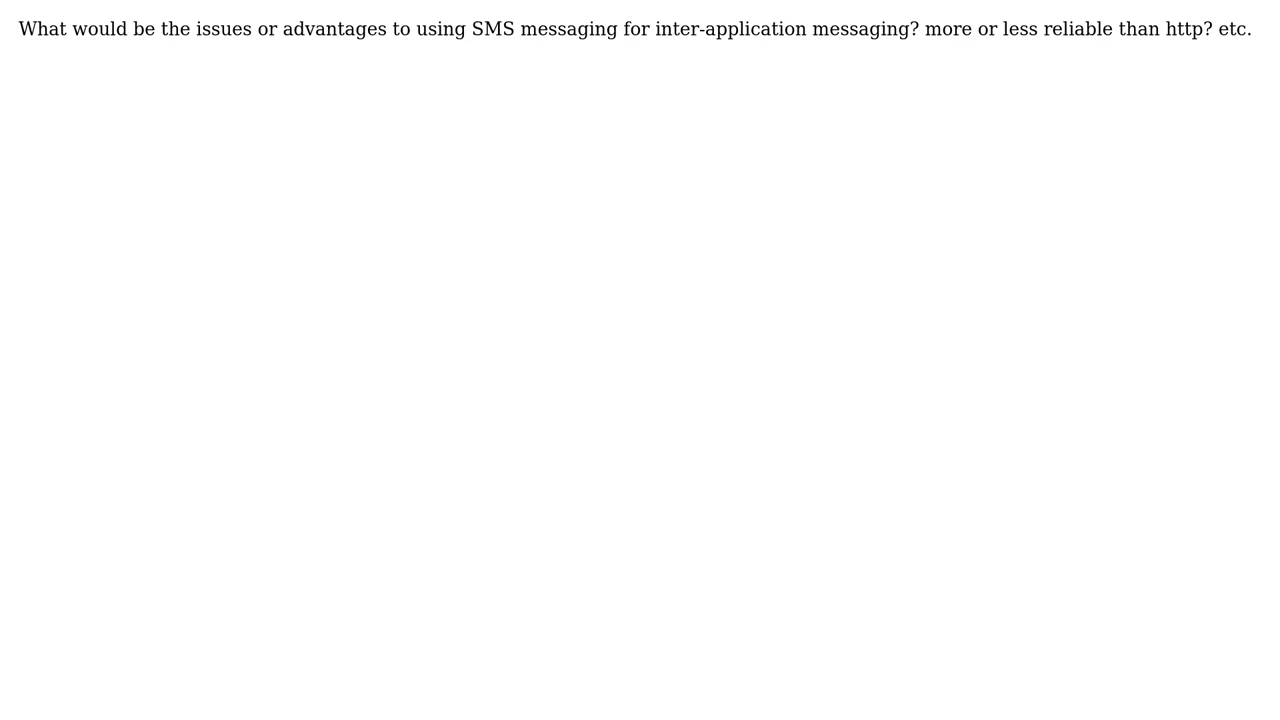 What would be the issues or advantages to using SMS messaging for inter-application messaging? more or less reliable than http? etc.